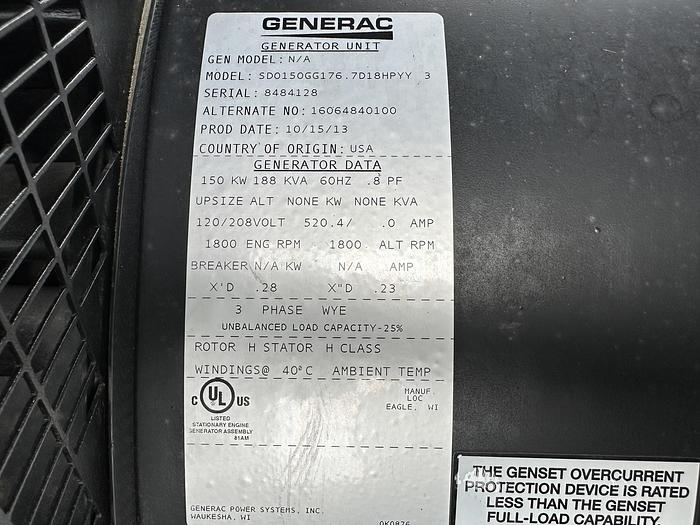 GENERAC
GENERATOR UNIT
GEN MODEL: N/A
MODEL: SD0150GG176.7D18HPYY 3
SERIAL: 8484128
ALTERNATE NO: 16064840100
PROD DATE: 10/15/13
COUNTRY OF ORIGIN: USA
GENERATOR DATA
150 KW 188 KVA 60HZ .8 PF
UPSIZE ALT NONE KW NONE KVA
120/208VOLT 520.4/ .0 AMP
1800 ENG RPM 1800 ALT RPM
BREAKER N/A KW N/A AMP
X'D .28 X"D .23
3 PHASE WYE
UNBALANCED LOAD CAPACITY-25%
ROTOR H STATOR H CLASS
WINDINGS@ 40°C AMBIENT TEMP
C UL US
LISTED
STATIONARY ENGINE
GENERATOR ASSEMBLY
81AM
MANUF
LOC
EAGLE, WI
GENERAC POWER SYSTEMS, INC.
WAUKESHA, WI
0K0876
THE GENSET OVERCURRENT
PROTECTION DEVICE IS RATED
LESS THAN THE GENSET
FULL-LOAD CAPABILITY.